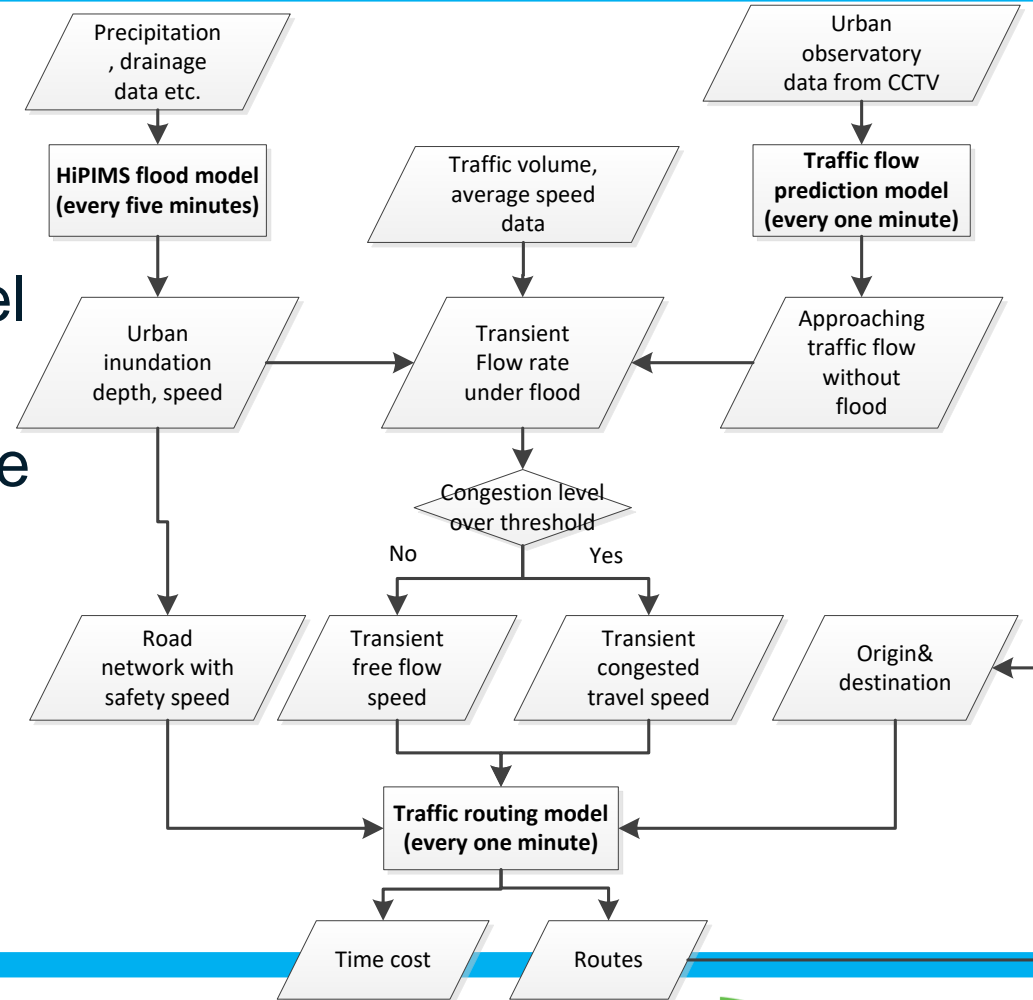 Precipitation
, drainage
data etc.
Urban
observatory
data from CCTV
HiPIMS flood model
(every five minutes)
Traffic volume,
average speed
data
Traffic flow
prediction model
(every one minute)
el
e
Urban
inundation
depth, speed
Transient
Flow rate
under flood
Approaching
traffic flow
without
flood
Congestion level
over threshold
No
Yes
Road
network with
safety speed
Transient
free flow
speed
Transient
congested
travel speed
Origin&
destination
Traffic routing model
(every one minute)
Time cost
Routes